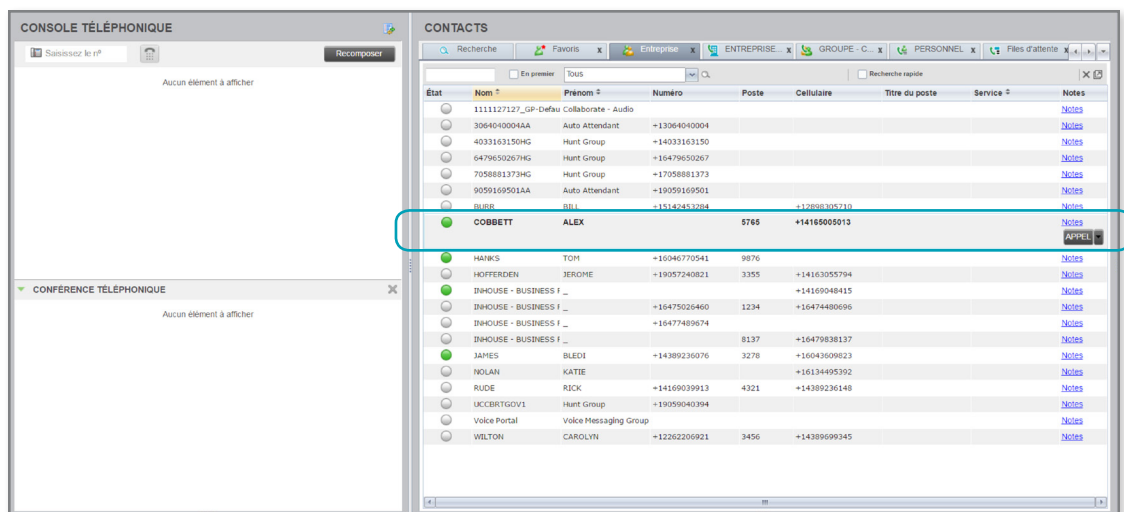 CONSOLE TÉLÉPHONIQUE
Saisissez le nº Recomposer
Aucun élément à afficher
CONFÉRENCE TÉLÉPHONIQUE
Aucun élément à afficher
CONTACTS
Recherche Favoris x Entreprise x ENTREPRISE... x GROUPE - C... x PERSONNEL x Files d'attente x
En premier Tous Recherche rapide
État Nom Prénom Numéro Poste Cellulaire Titre du poste Service Notes
1111127127_GP-Defau Collaborate - Audio Notes
3064040004AA Auto Attendant +13064040004 Notes
4033163150HG Hunt Group +14033163150 Notes
6479650267HG Hunt Group +16479650267 Notes
7058881373HG Hunt Group +17058881373 Notes
9059169501AA Auto Attendant +19059169501 Notes
BURR BILL +15142453284 +12898305710 Notes
COBBETT ALEX 5765 +14165005013 Notes
APPEL
HANKS TOM +16046770541 9876 Notes
HOFFERDEN JEROME +19057240821 3355 +14163055794 Notes
INHOUSE - BUSINESS F _ +14169048415 Notes
INHOUSE - BUSINESS F _ +16475026460 1234 +16474480696 Notes
INHOUSE - BUSINESS F _ +16477489674 Notes
INHOUSE - BUSINESS F _ 8137 +16479838137 Notes
JAMES BLEDI +14389236076 3278 +16043609823 Notes
NOLAN KATIE +16134495392 Notes
RUDE RICK +14169039913 4321 +14389236148 Notes
UCCBRTGOV1 Hunt Group +19059040394 Notes
Voice Portal Voice Messaging Group Notes
WILTON CAROLYN +12262206921 3456 +14389699345 Notes